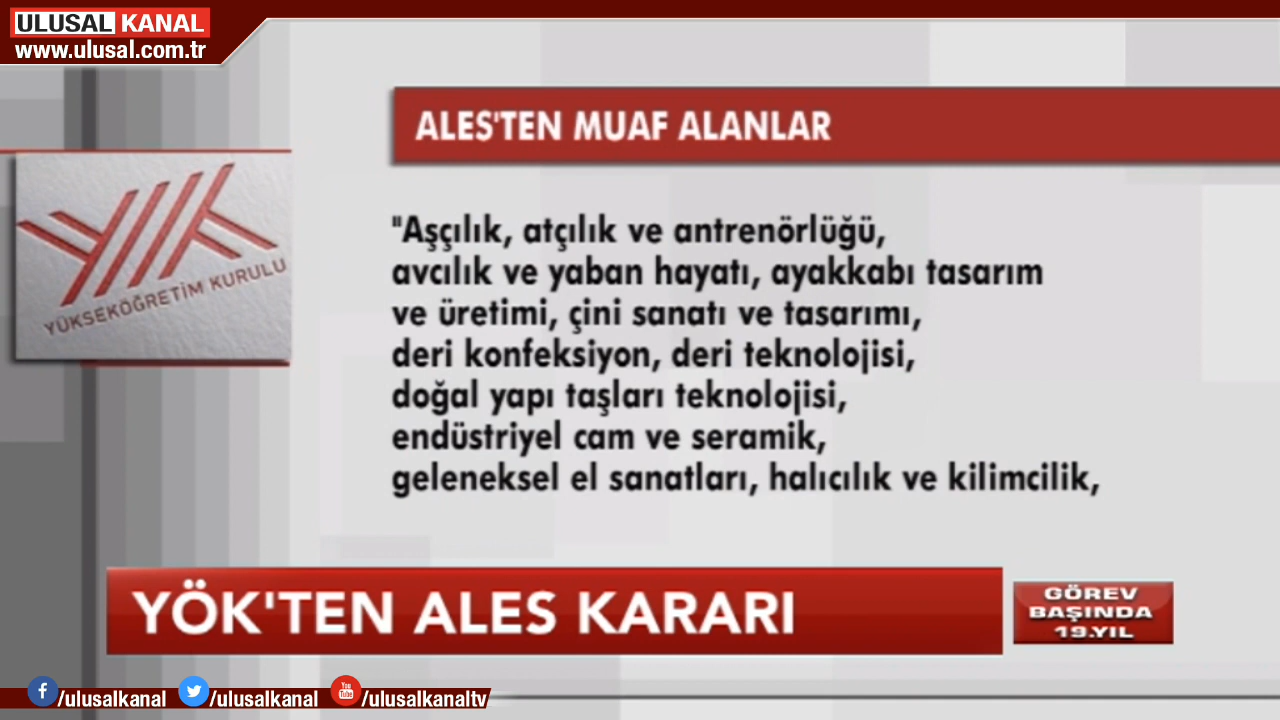 ULUSAL KANAL
www.ulusal.com.tr
ALES'TEN MUAF ALANLAR
YÜKSEKÖĞRETİM KURULU
"Aşçılık, atçılık ve antrenörlüğü,
avcılık ve yaban hayatı, ayakkabı tasarım
ve üretimi, çini sanatı ve tasarımı,
deri konfeksiyon, deri teknolojisi,
doğal yapı taşları teknolojisi,
endüstriyel cam ve seramik,
geleneksel el sanatları, halıcılık ve kilimcilik,
YÖK'TEN ALES KARARI
GÖREV
BAŞINDA
19.YIL
/ulusalkanal /ulusalkanal You Tube /ulusalkanaltv